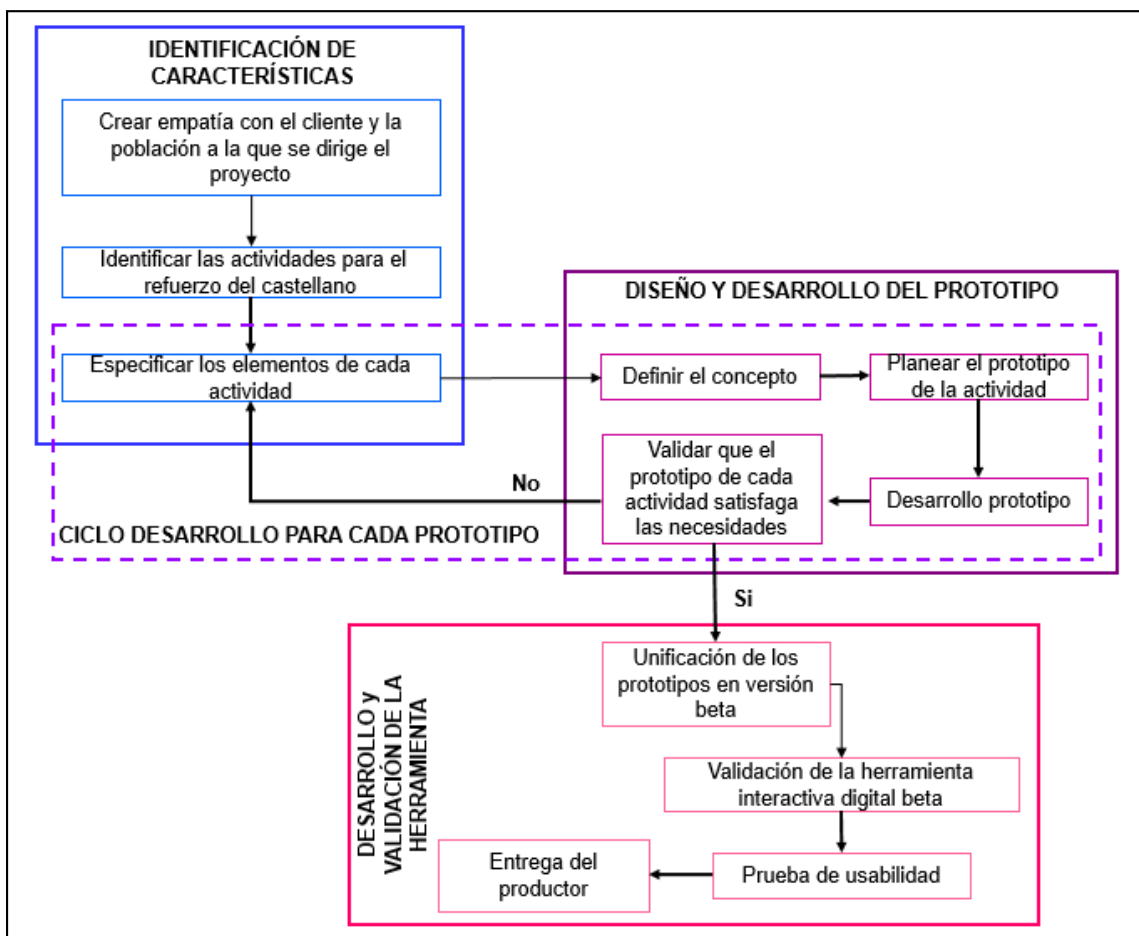 IDENTIFICACIÓN DE
CARACTERÍSTICAS
Crear empatía con el cliente y la
población a la que se dirige el
proyecto
Identificar las actividades para el
refuerzo del castellano
Especificar los elementos de cada
actividad
DISEÑO Y DESARROLLO DEL PROTOTIPO
Definir el concepto
Planear el prototipo
de la actividad
Desarrollo prototipo
Validar que el
prototipo de cada
actividad satisfaga
las necesidades
No
CICLO DESARROLLO PARA CADA PROTOTIPO
Si
DESARROLLO y
VALIDACIÓN DE LA
HERRAMIENTA
Unificación de los
prototipos en versión
beta
Validación de la herramienta
interactiva digital beta
Prueba de usabilidad
Entrega del
productor